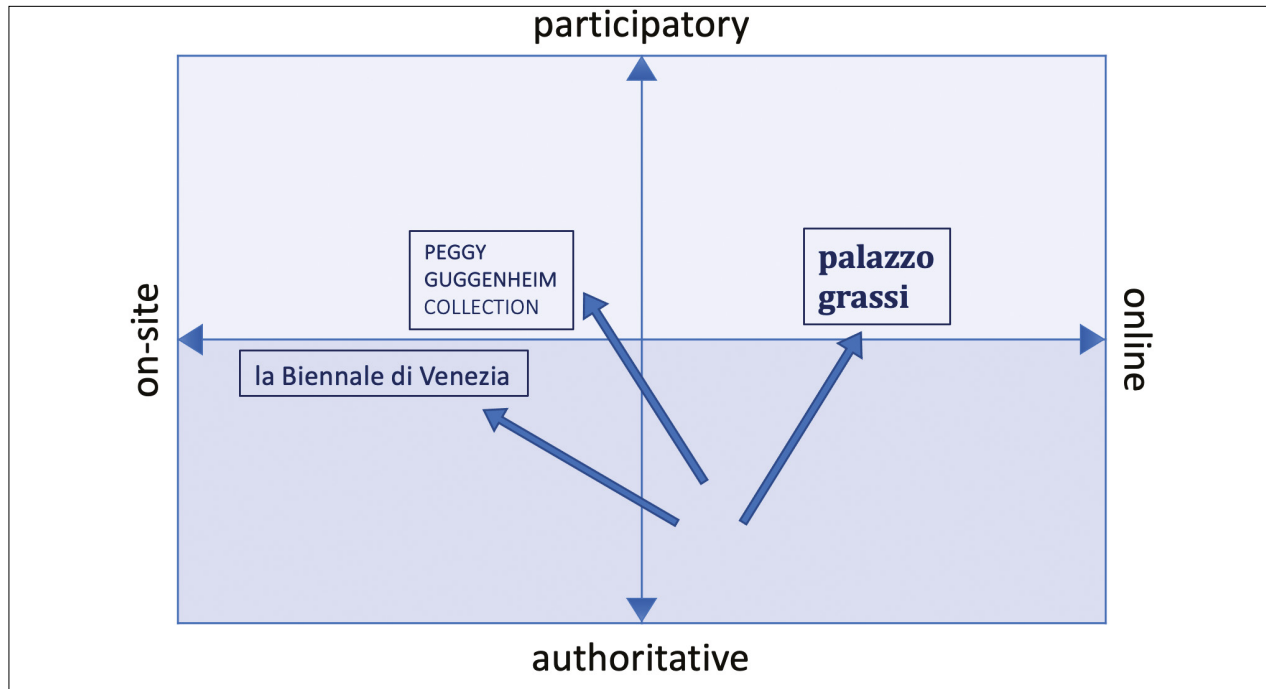 participatory
PEGGY
GUGGENHEIM
COLLECTION
palazzo
grassi
on-site
online
la Biennale di Venezia
authoritative